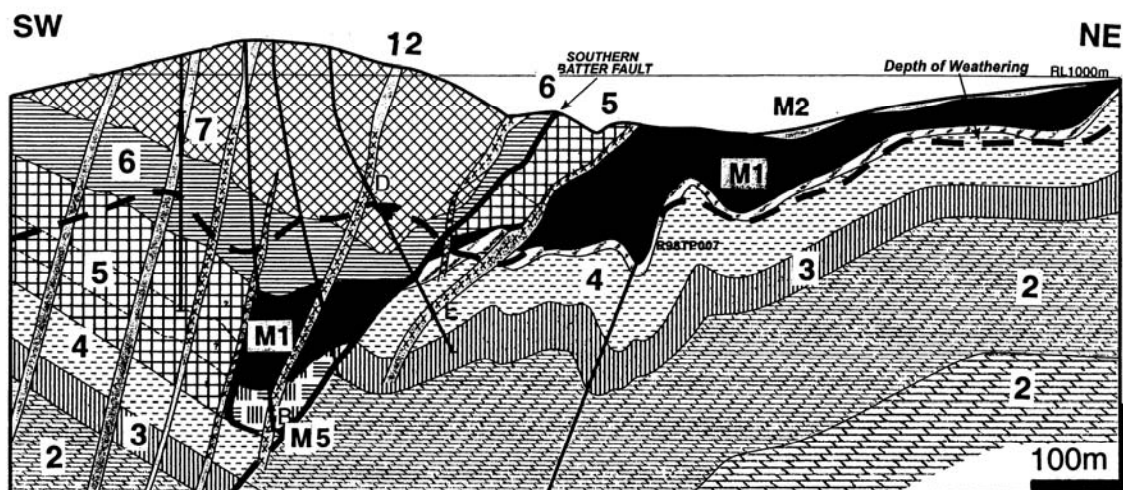 SW
NE
12
SOUTHERN
BATTER FAULT
Depth of Weathering
RL1000m
6
5
M2
7
M1
6
D
R98TP007
5
4
3
2
E
4
M1
2
3
M5
2
100m